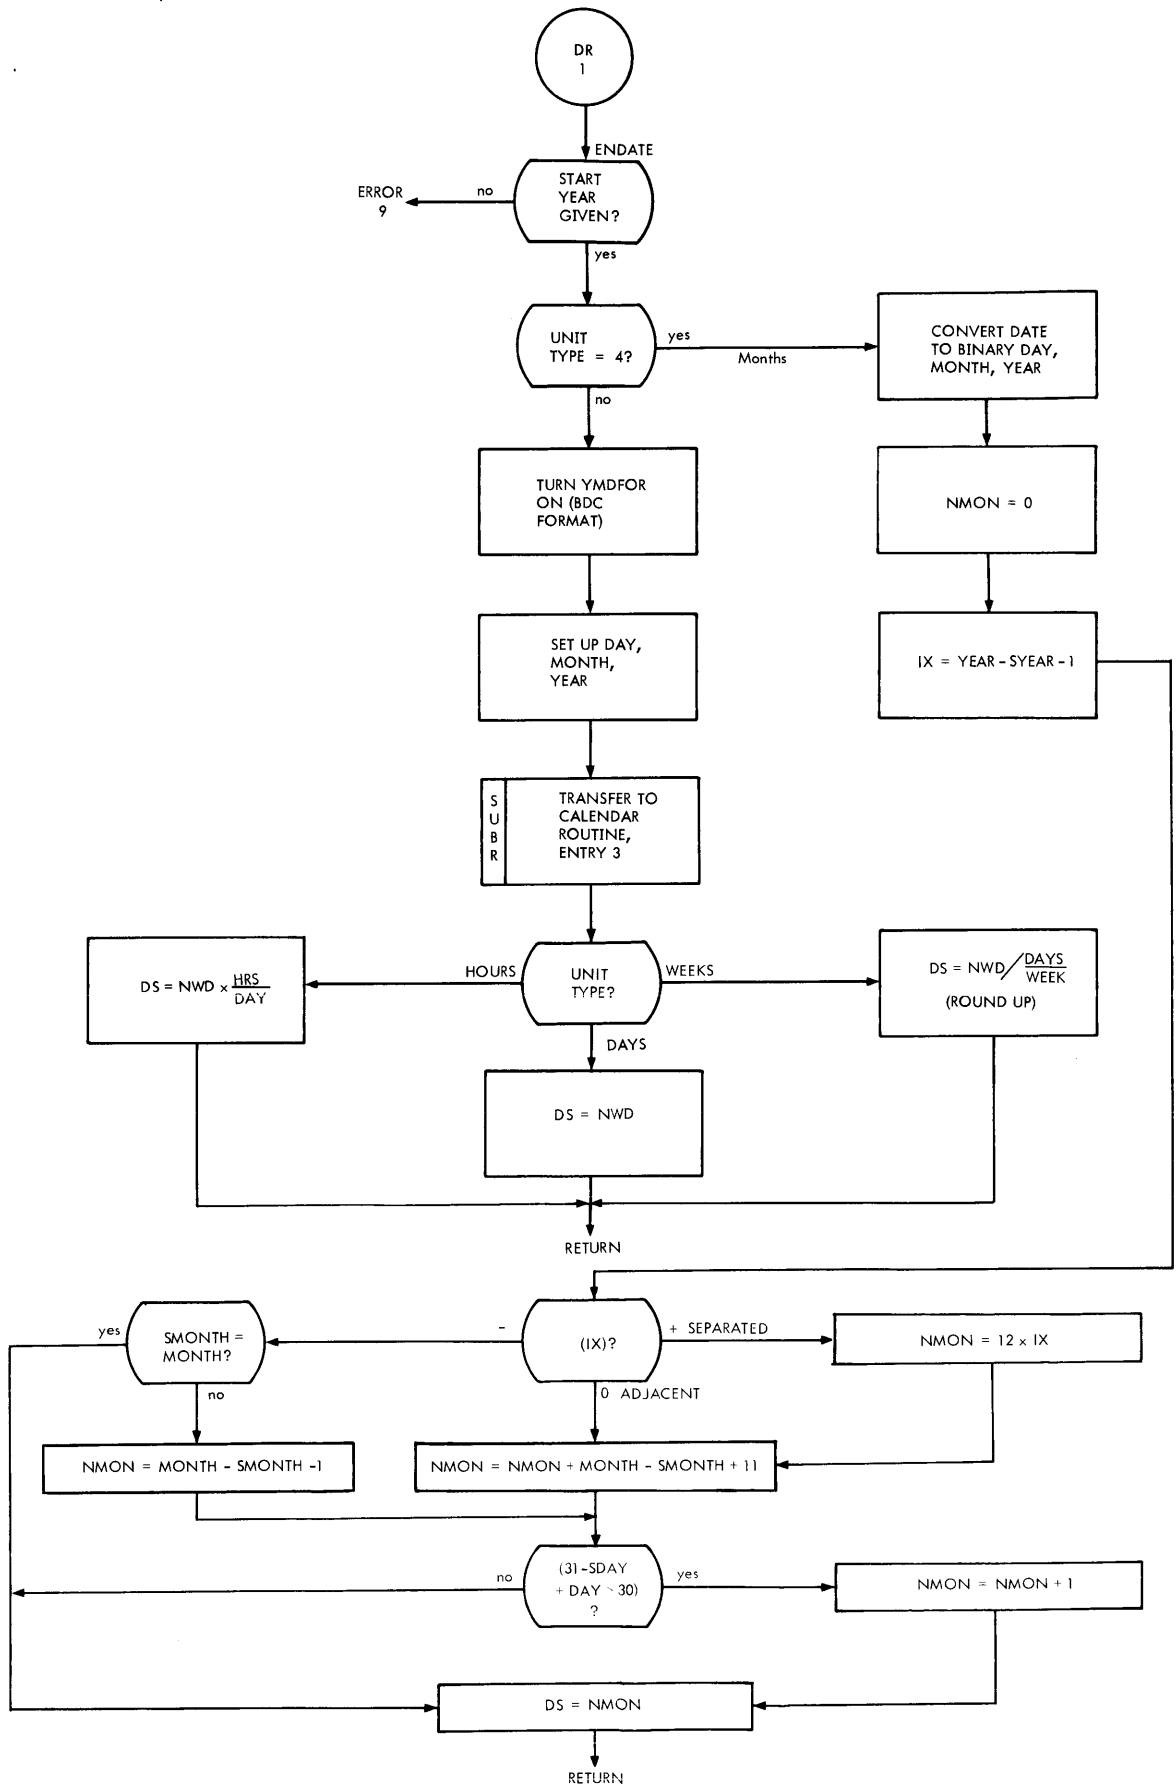 DR
1
ENDATE
START
YEAR
GIVEN?
no
ERROR
9
yes
UNIT
TYPE = 4?
yes
Months
CONVERT DATE
TO BINARY DAY,
MONTH, YEAR
no
TURN YMDFOR
ON (BDC
FORMAT)
NMON = 0
SET UP DAY,
MONTH,
YEAR
IX = YEAR - SYEAR - 1
SUBR
TRANSFER TO
CALENDAR
ROUTINE,
ENTRY 3
UNIT
TYPE?
HOURS
WEEKS
DAYS
DS = NWD x HRS/DAY
DS = NWD / DAYS/WEEK
(ROUND UP)
DS = NWD
RETURN
(IX)?
-
+ SEPARATED
0 ADJACENT
yes
SMONTH =
MONTH?
no
NMON = 12 x IX
NMON = MONTH - SMONTH -1
NMON = NMON + MONTH - SMONTH + 11
(31-SDAY
+ DAY 30)
?
no
yes
NMON = NMON + 1
DS = NMON
RETURN